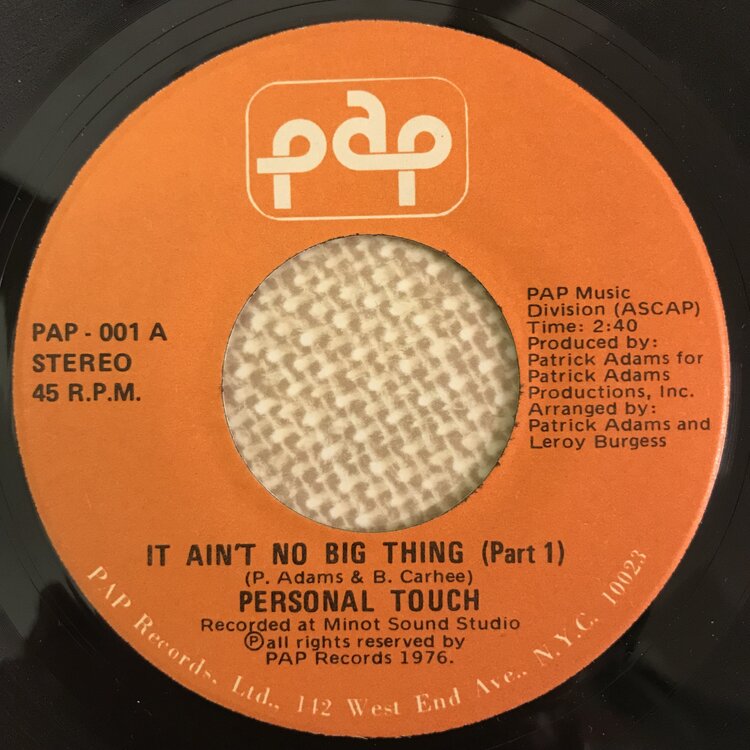 pap
PAP - 001 A
STEREO
45 R.P.M.
PAP Music
Division (ASCAP)
Time: 2:40
Produced by:
Patrick Adams for
Patrick Adams
Productions, Inc.
Arranged by:
Patrick Adams and
Leroy Burgess
IT AIN'T NO BIG THING (Part 1)
(P. Adams & B. Carhee)
PERSONAL TOUCH
Recorded at Minot Sound Studio
Ⓟall rights reserved by
PAP Records 1976.
PAP Records, Ltd., 142 West End Ave., N.Y.C. 10023